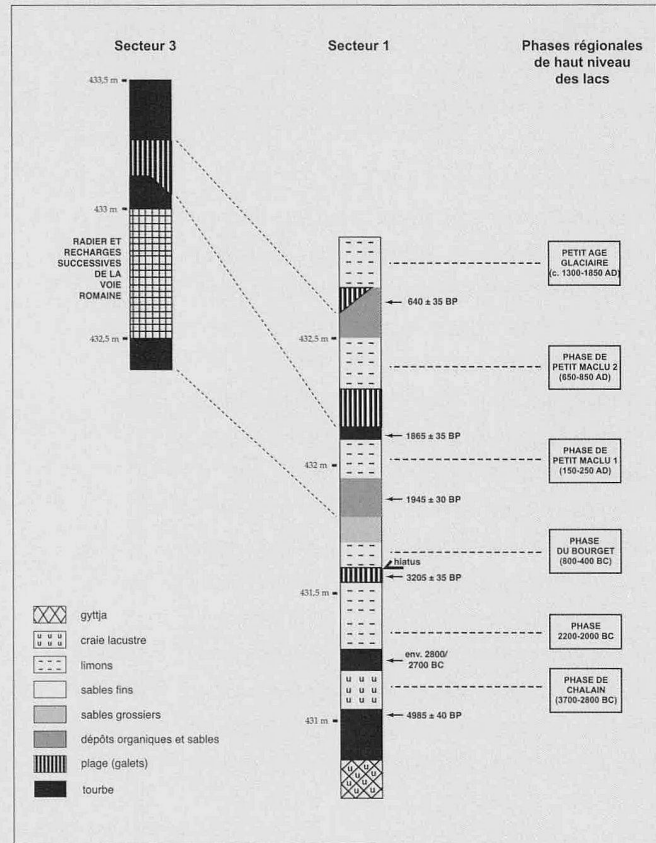 Secteur 3
Secteur 1
Phases régionales
de haut niveau
des lacs
433,5 m
433 m
RADIER ET
RECHARGES
SUCCESSIVES
DE LA
VOIE
ROMAINE
432,5 m
432,5 m
432 m
431,5 m
431 m
640 ± 35 BP
1865 ± 35 BP
1945 ± 30 BP
hiatus
3205 ± 35 BP
env. 2800/
2700 BC
4985 ± 40 BP
PETIT AGE
GLACIAIRE
(c. 1300-1850 AD)
PHASE DE
PETIT MACLU 2
(650-850 AD)
PHASE DE
PETIT MACLU 1
(150-250 AD)
PHASE
DU BOURGET
(800-400 BC)
PHASE
2200-2000 BC
PHASE DE
CHALAIN
(3700-2800 BC)
gyttja
craie lacustre
limons
sables fins
sables grossiers
dépôts organiques et sables
plage (galets)
tourbe